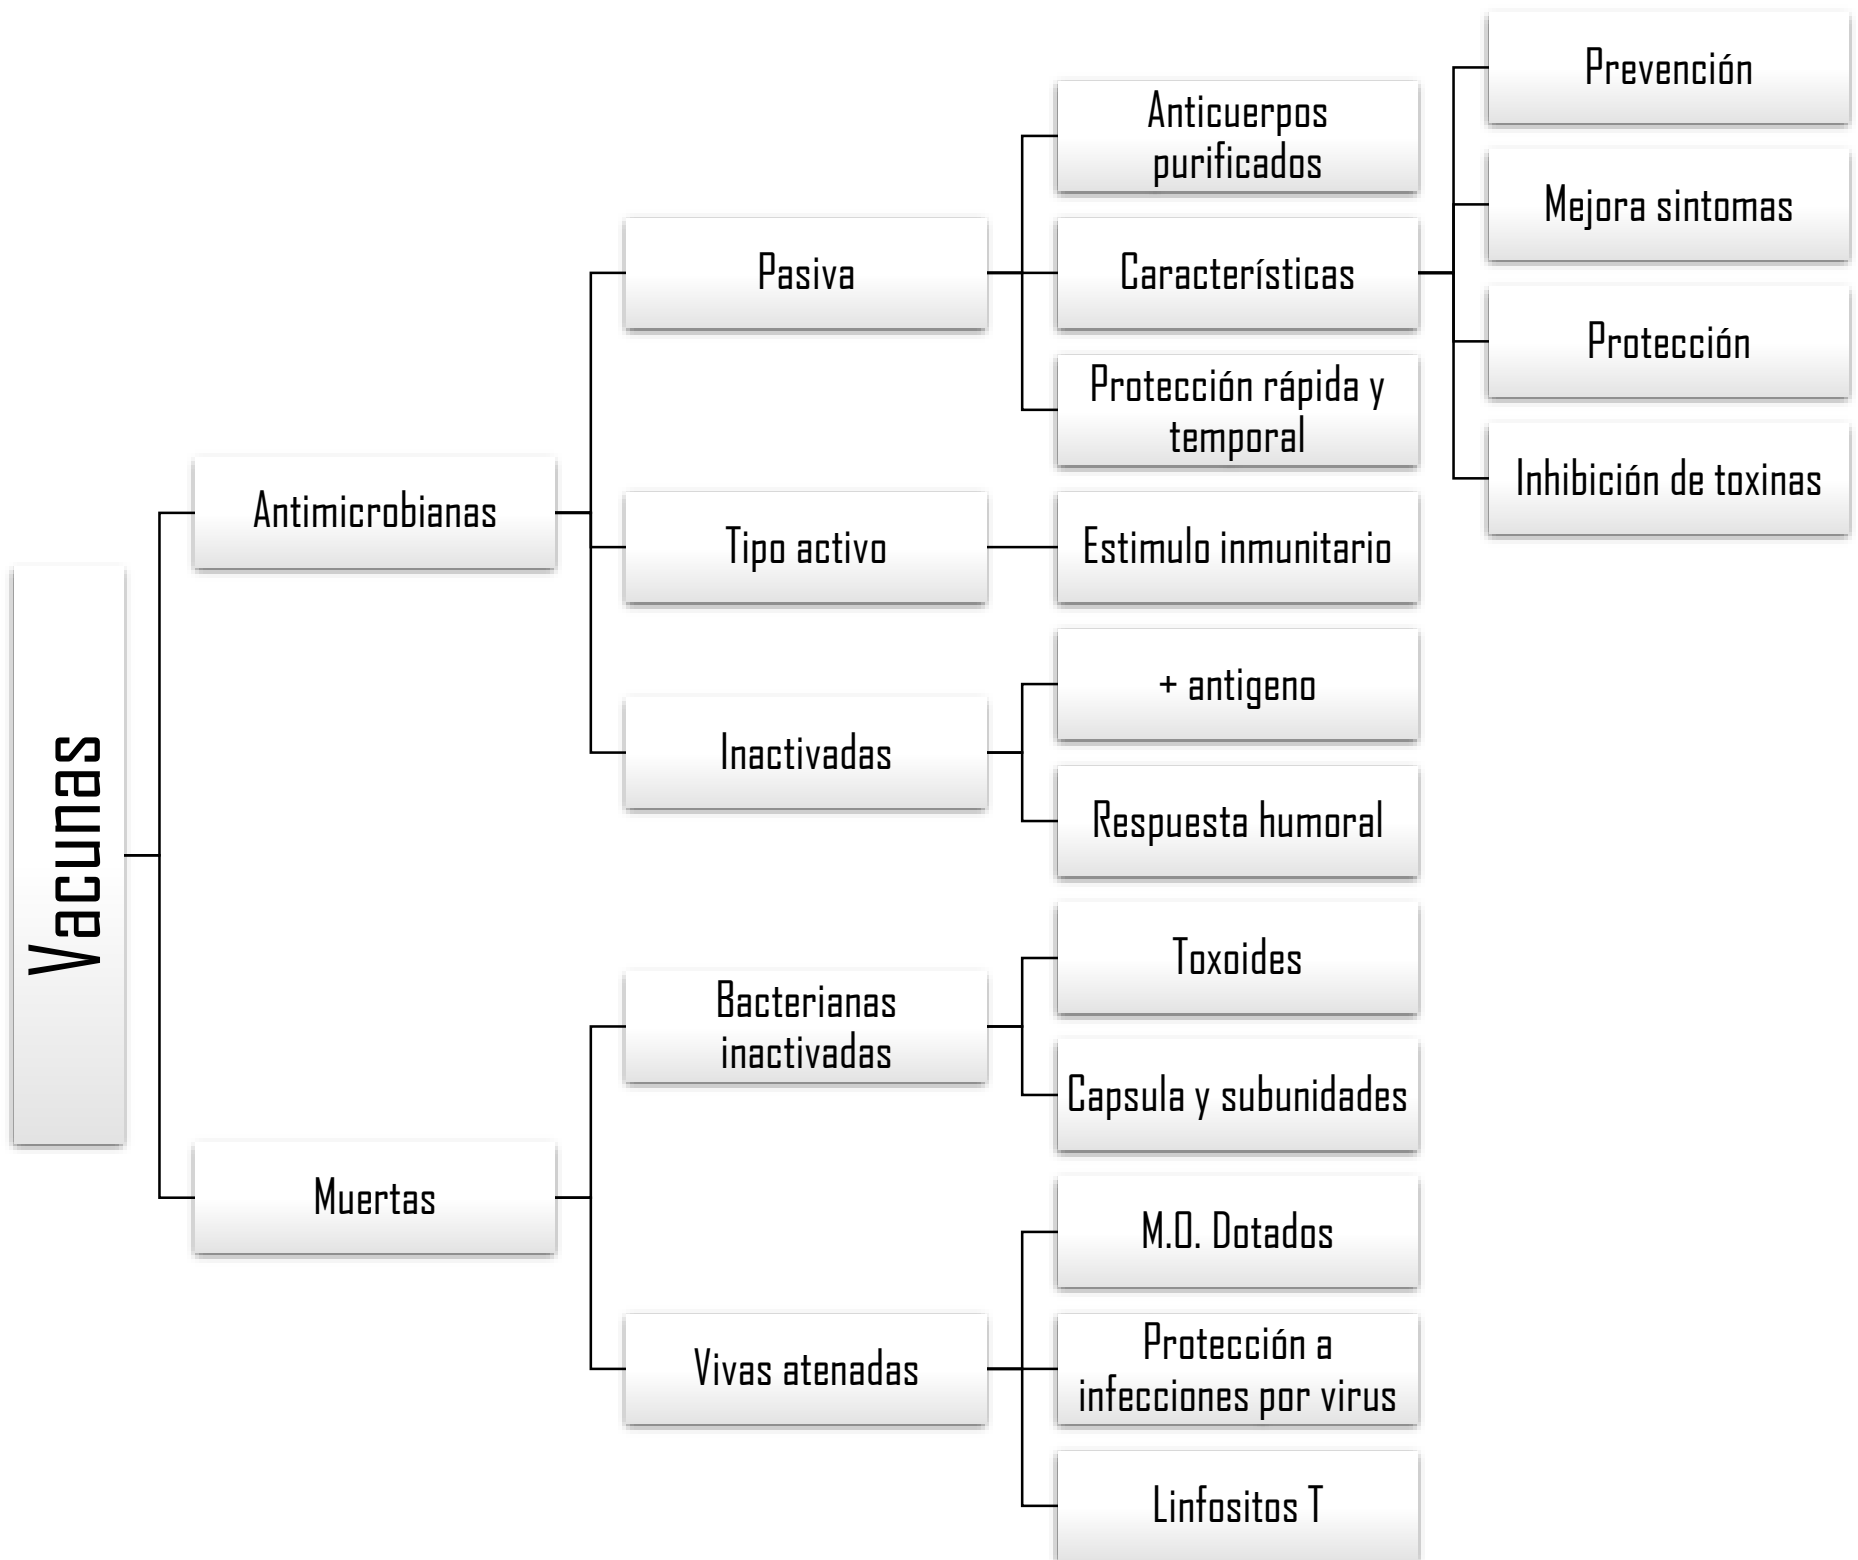 Vacunas
Antimicrobianas
Pasiva
Anticuerpos
purificados
Características
Prevención
Mejora sintomas
Protección
Inhibición de toxinas
Protección rápida y
temporal
Tipo activo
Estimulo inmunitario
Inactivadas
+ antigeno
Respuesta humoral
Muertas
Bacterianas
inactivadas
Toxoides
Capsula y subunidades
Vivas atenadas
M.O. Dotados
Protección a
infecciones por virus
Linfositos T